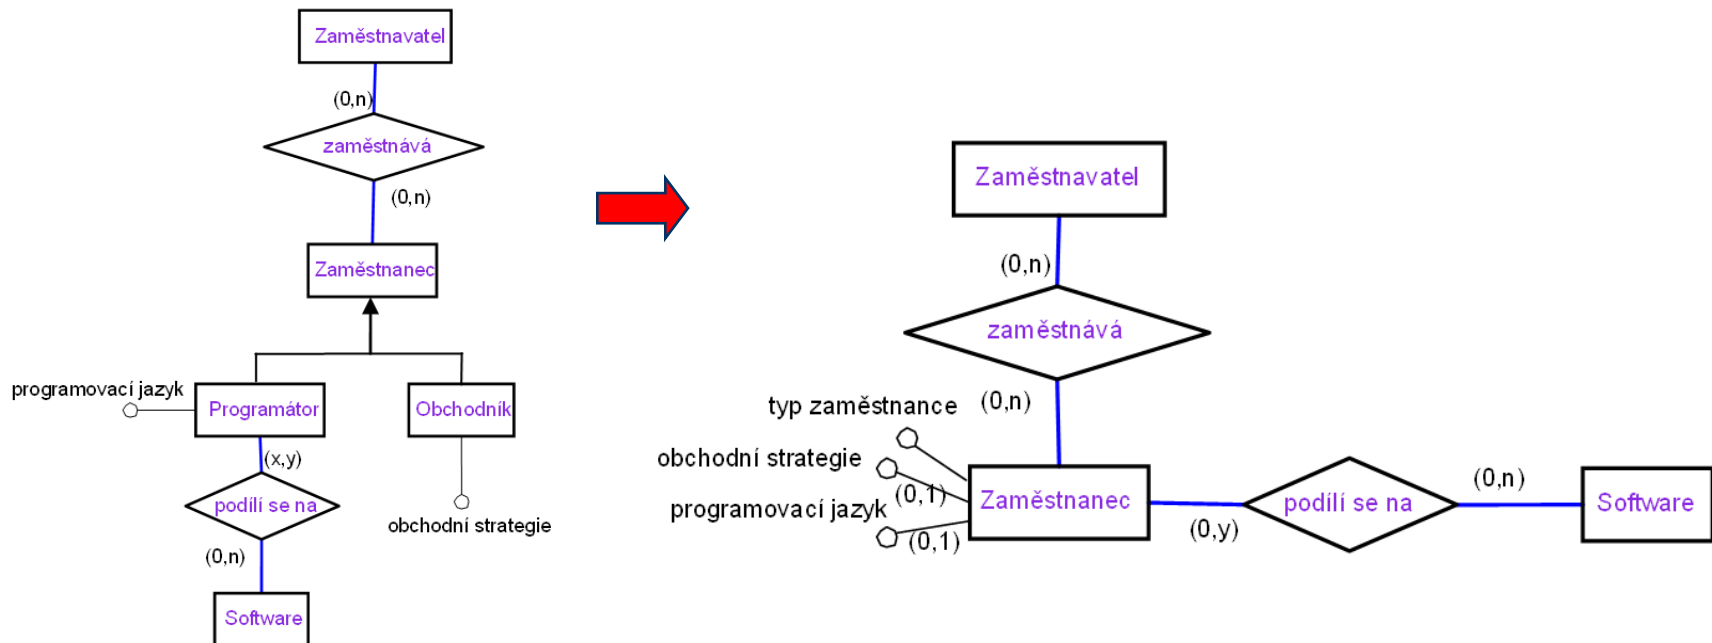 Zaměstnavatel
(0,n)
zaměstnává
(0,n)
Zaměstnanec
programovací jazyk
Programátor
Obchodník
(x,y)
podílí se na
obchodní strategie
(0,n)
Software
Zaměstnavatel
(0,n)
zaměstnává
(0,n)
typ zaměstnance
obchodní strategie
(0,1)
programovací jazyk
(0,1)
Zaměstnanec
(0,y)
podílí se na
(0,n)
Software